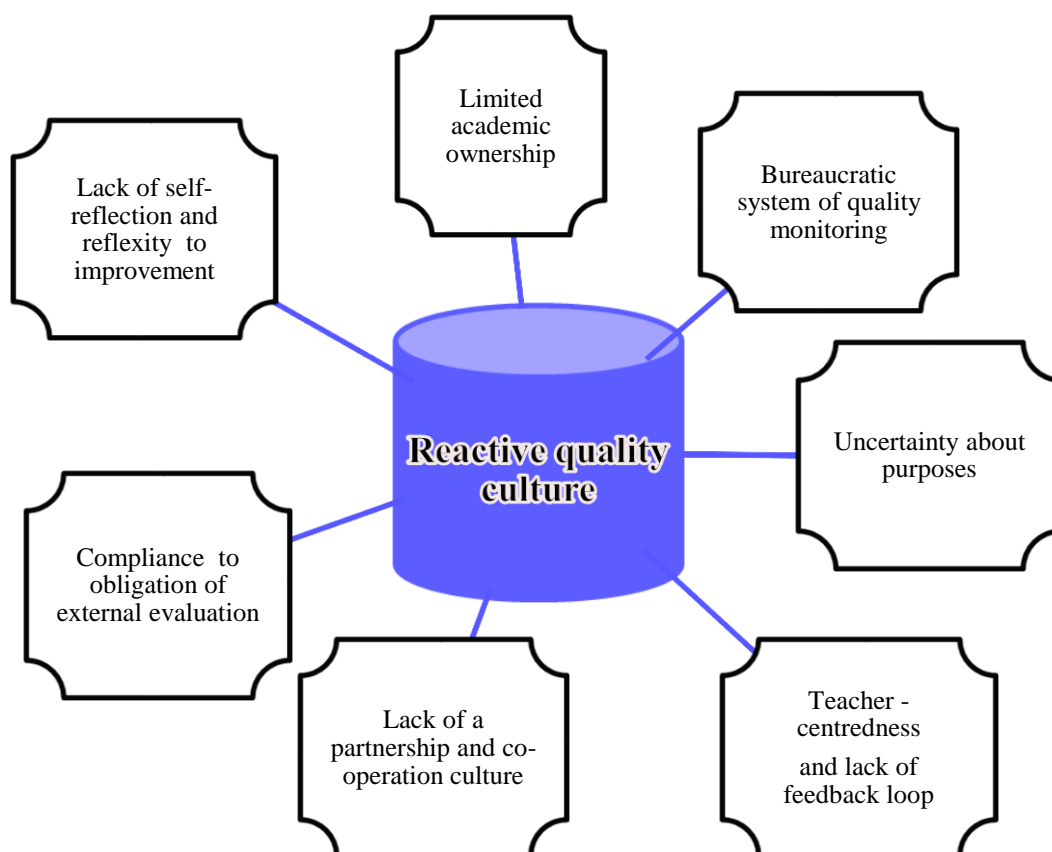 Limited
academic
ownership
Bureaucratic
system of quality
monitoring
Lack of self-
reflection and
reflexity to
improvement
Uncertainty about
purposes
Reactive quality
culture
Compliance to
obligation of
external evaluation
Teacher -
centredness
and lack of
feedback loop
Lack of a
partnership and co-
operation culture